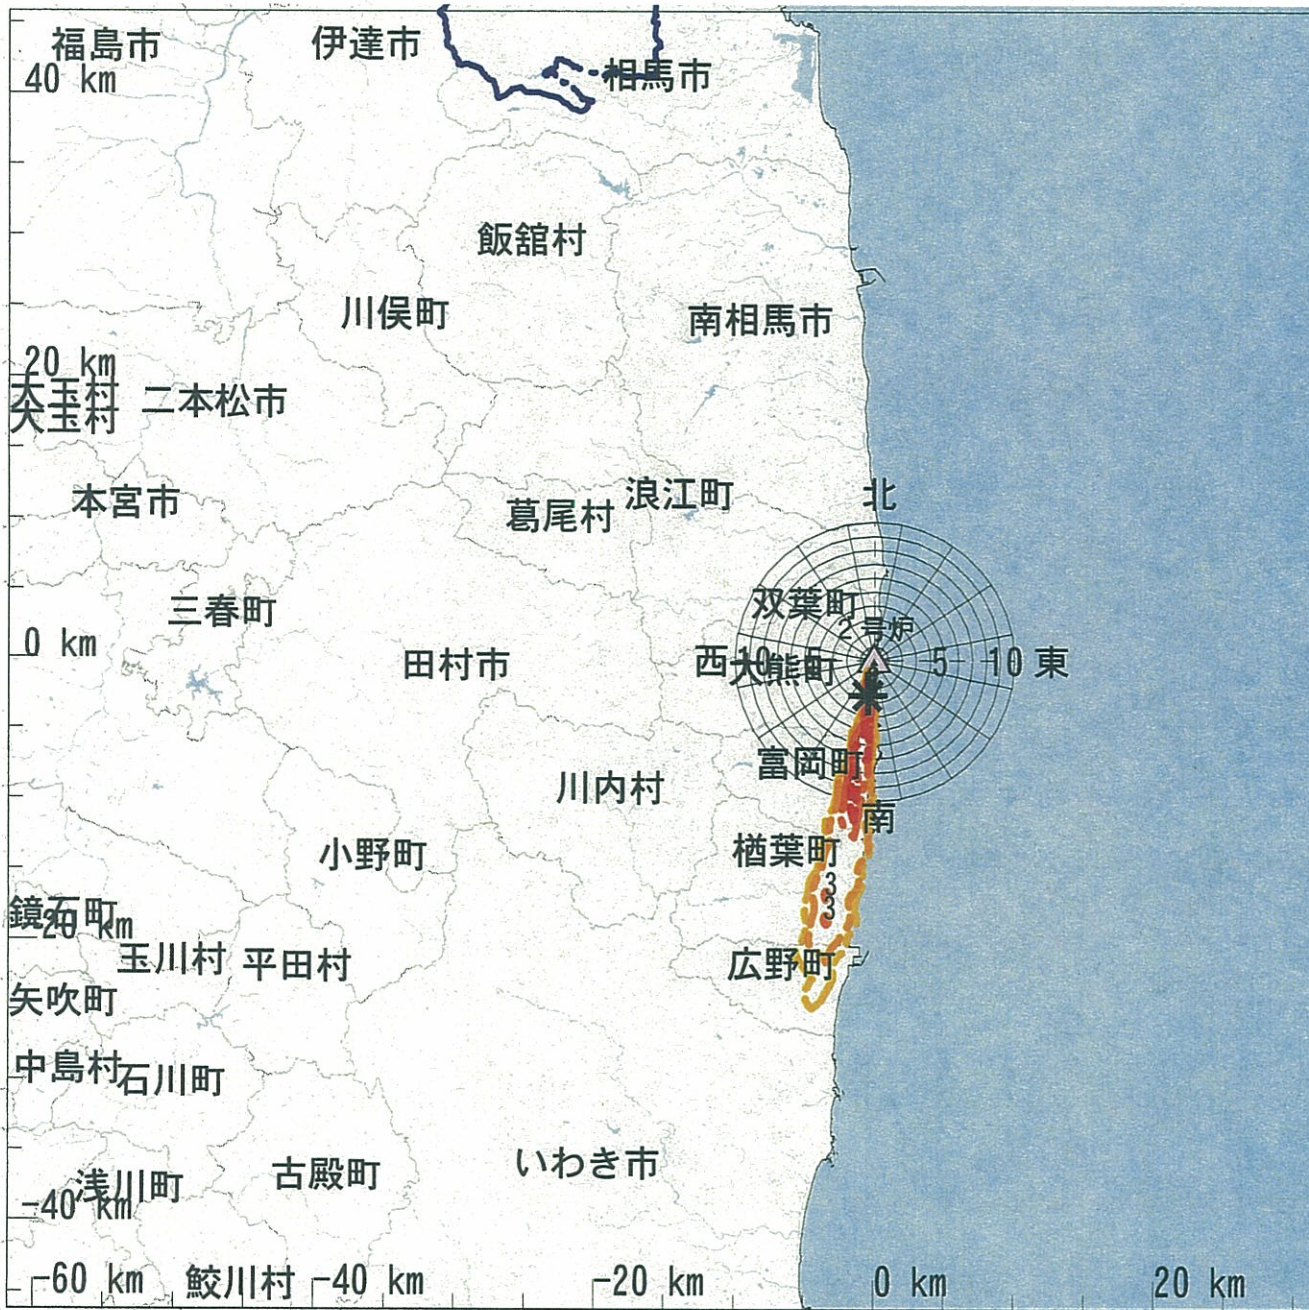 福島市
伊達市
40 km
相馬市
飯舘村
川俣町
南相馬市
20 km
大玉村
二本松市
大玉村
本宮市
葛尾村
浪江町
北
三春町
双葉町
2号炉
0 km
田村市
西
10
5
大熊町
5
10
東
富岡町
川内村
南
小野町
楢葉町
3
3
鏡石町
-20 km
玉川村
平田村
広野町
矢吹町
中島村
石川町
いわき市
浅川町
古殿町
-40 km
-60 km
鮫川村
-40 km
-20 km
0 km
20 km